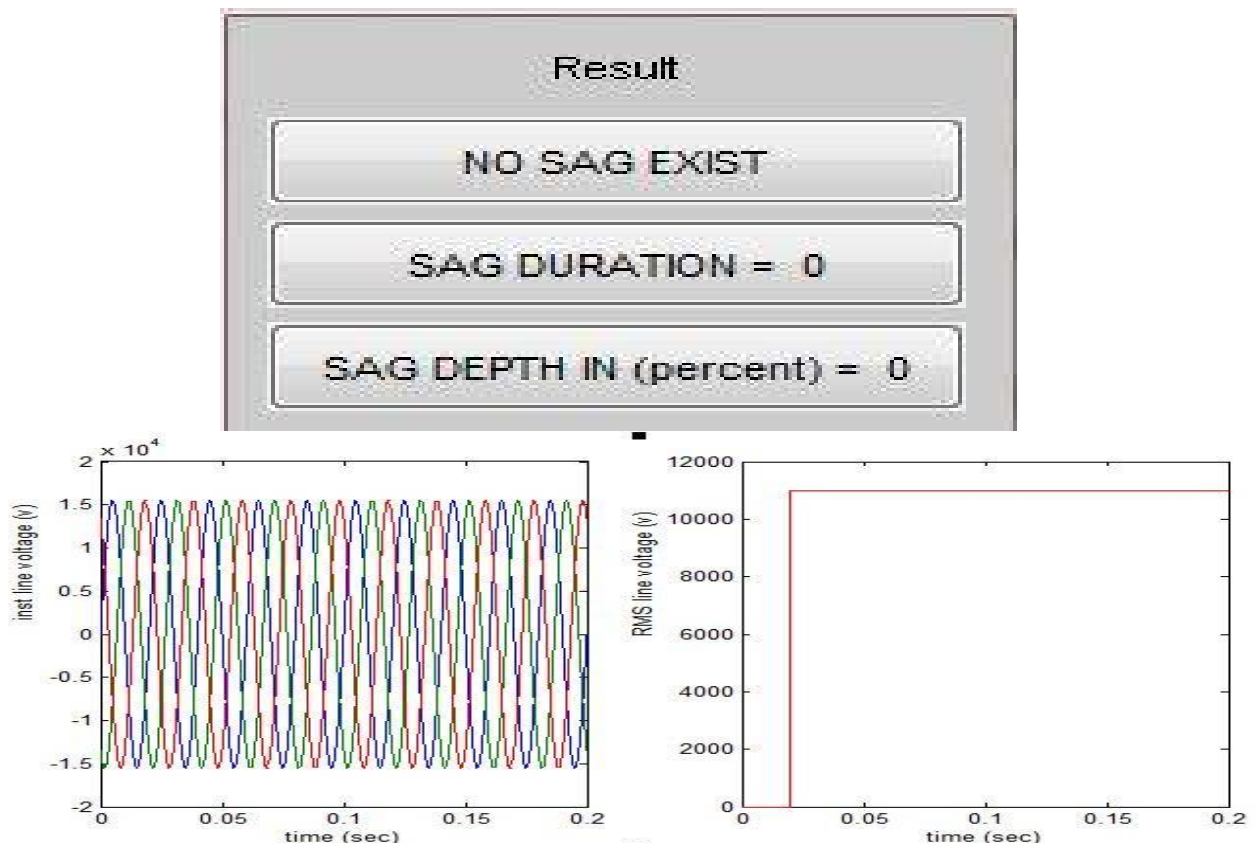 Result
NO SAG EXIST
SAG DURATION = 0
SAG DEPTH IN (percent) = 0
× 10⁴
2
1.5
1
0.5
0
-0.5
-1
-1.5
-2
inst line voltage (v)
0 0.05 0.1 0.15 0.2
time (sec)
12000
10000
8000
6000
4000
2000
0
RMS line voltage (v)
0 0.05 0.1 0.15 0.2
time (sec)